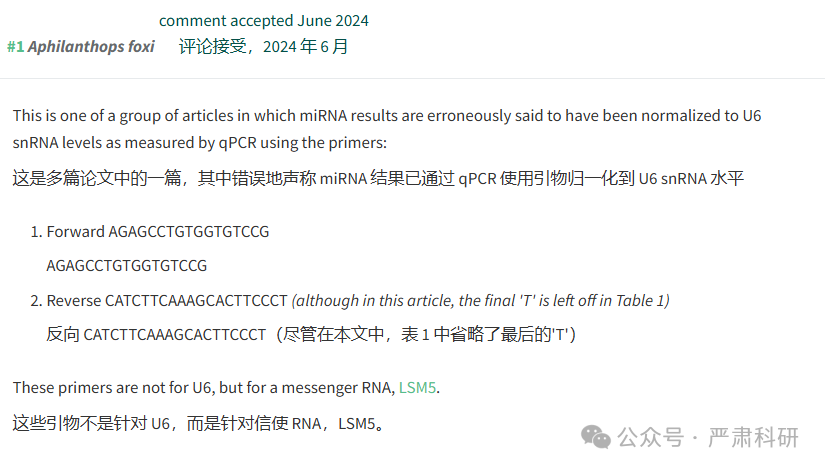 comment accepted June 2024
#1 Aphilanthops foxi 评论接受，2024 年 6 月
This is one of a group of articles in which miRNA results are erroneously said to have been normalized to U6
snRNA levels as measured by qPCR using the primers:
这是多篇论文中的一篇，其中错误地声称 miRNA 结果已通过 qPCR 使用引物归一化到 U6 snRNA 水平
1. Forward AGAGCCTGTGGTGTCCG
AGAGCCTGTGGTGTCCG
2. Reverse CATCTTCAAAGCACTTCCCT (although in this article, the final 'T' is left off in Table 1)
反向 CATCTTCAAAGCACTTCCCT（尽管在本文中，表 1 中省略了最后的'T'）
These primers are not for U6, but for a messenger RNA, LSM5.
这些引物不是针对 U6，而是针对信使 RNA，LSM5。
公众号 · 严肃科研